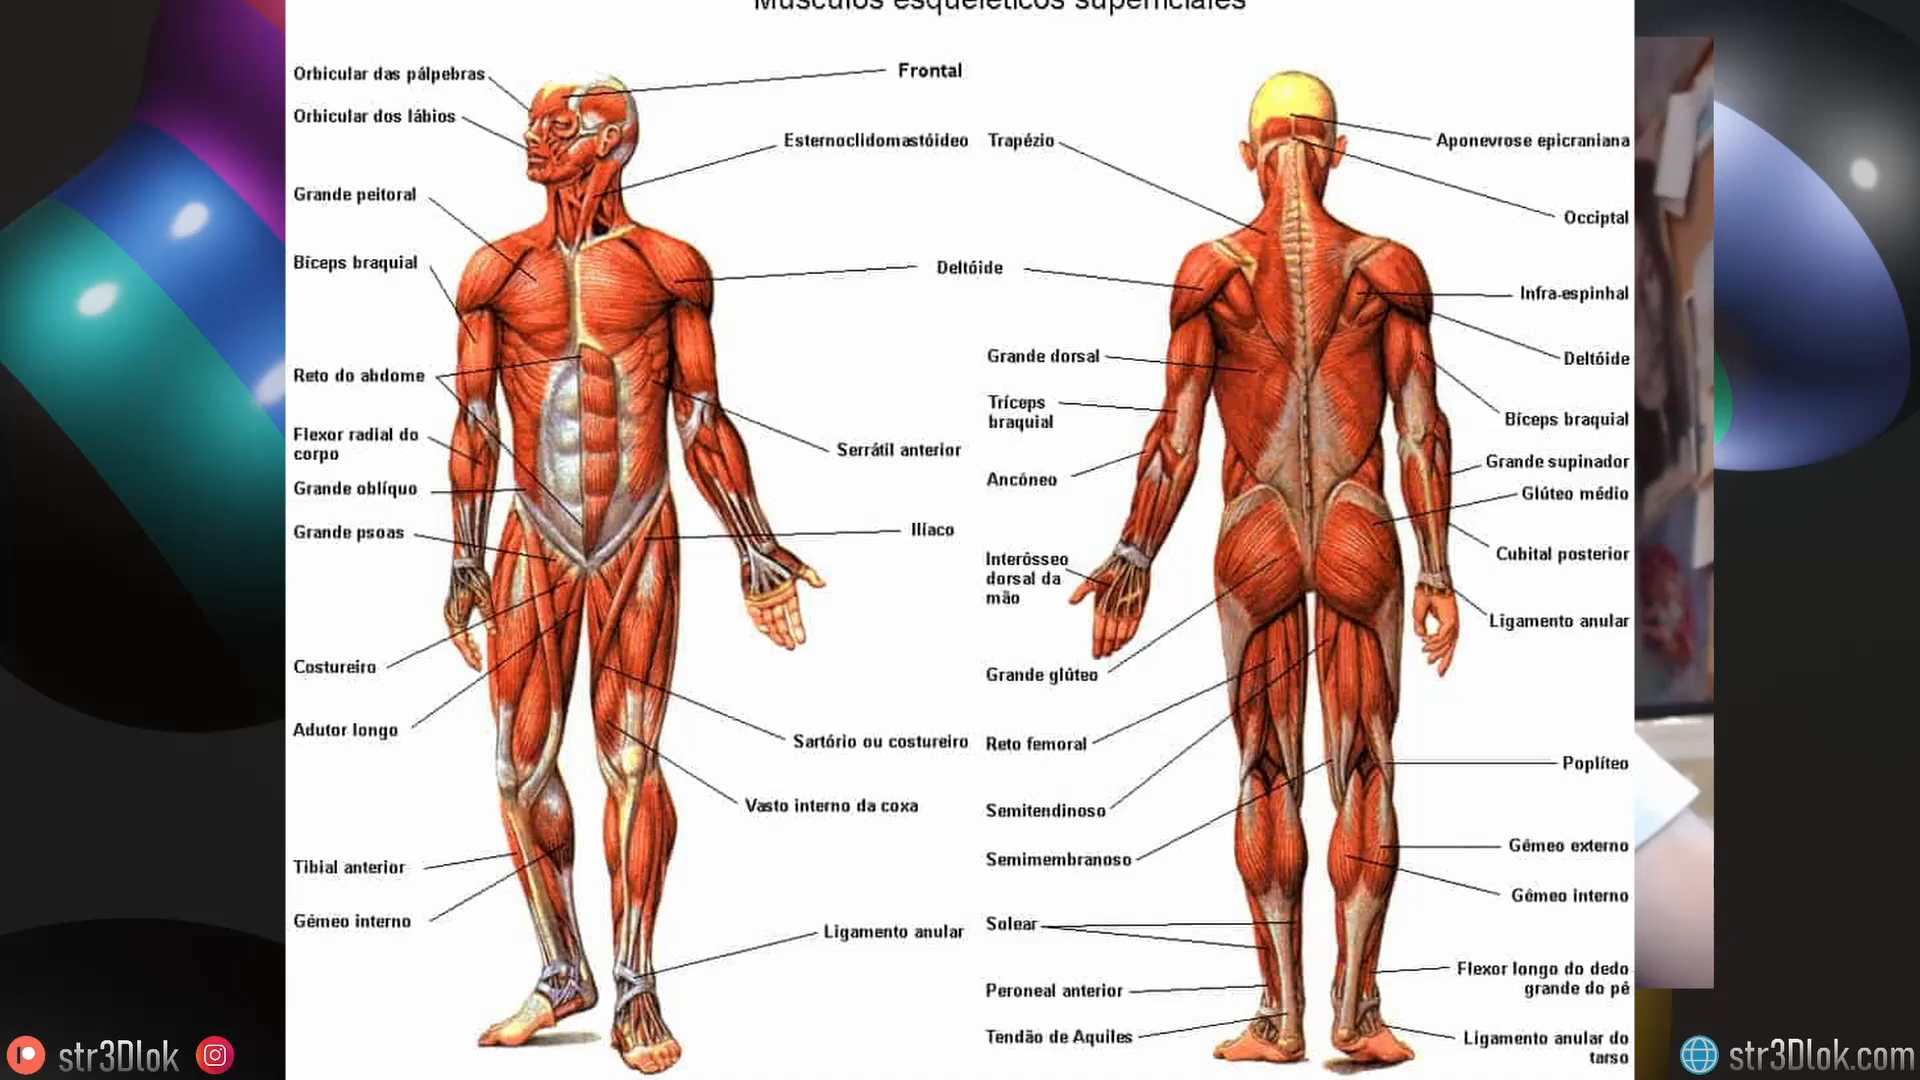 Músculos esqueléticos superficiales
Orbicular das pálpebras
Orbicular dos lábios
Grande peitoral
Bíceps braquial
Reto do abdome
Flexor radial do
corpo
Grande oblíquo
Grande psoas
Costureiro
Adutor longo
Tibial anterior
Gêmeo interno
Frontal
Esternoclidomastóideo
Deltóide
Serrátil anterior
Ilíaco
Sartório ou costureiro
Vasto interno da coxa
Ligamento anular
Trapézio
Grande dorsal
Tríceps
braquial
Ancôneo
Interósseo
dorsal da
mão
Grande glúteo
Reto femoral
Semitendinoso
Semimembranoso
Solear
Peroneal anterior
Tendão de Aquiles
Aponevrose epicraniana
Occiptal
Infra-espinhal
Deltóide
Bíceps braquial
Grande supinador
Glúteo médio
Cubital posterior
Ligamento anular
Poplíteo
Gêmeo externo
Gêmeo interno
Flexor longo do dedo
grande do pé
Ligamento anular do
tarso
str3Dlok
str3Dlok.com